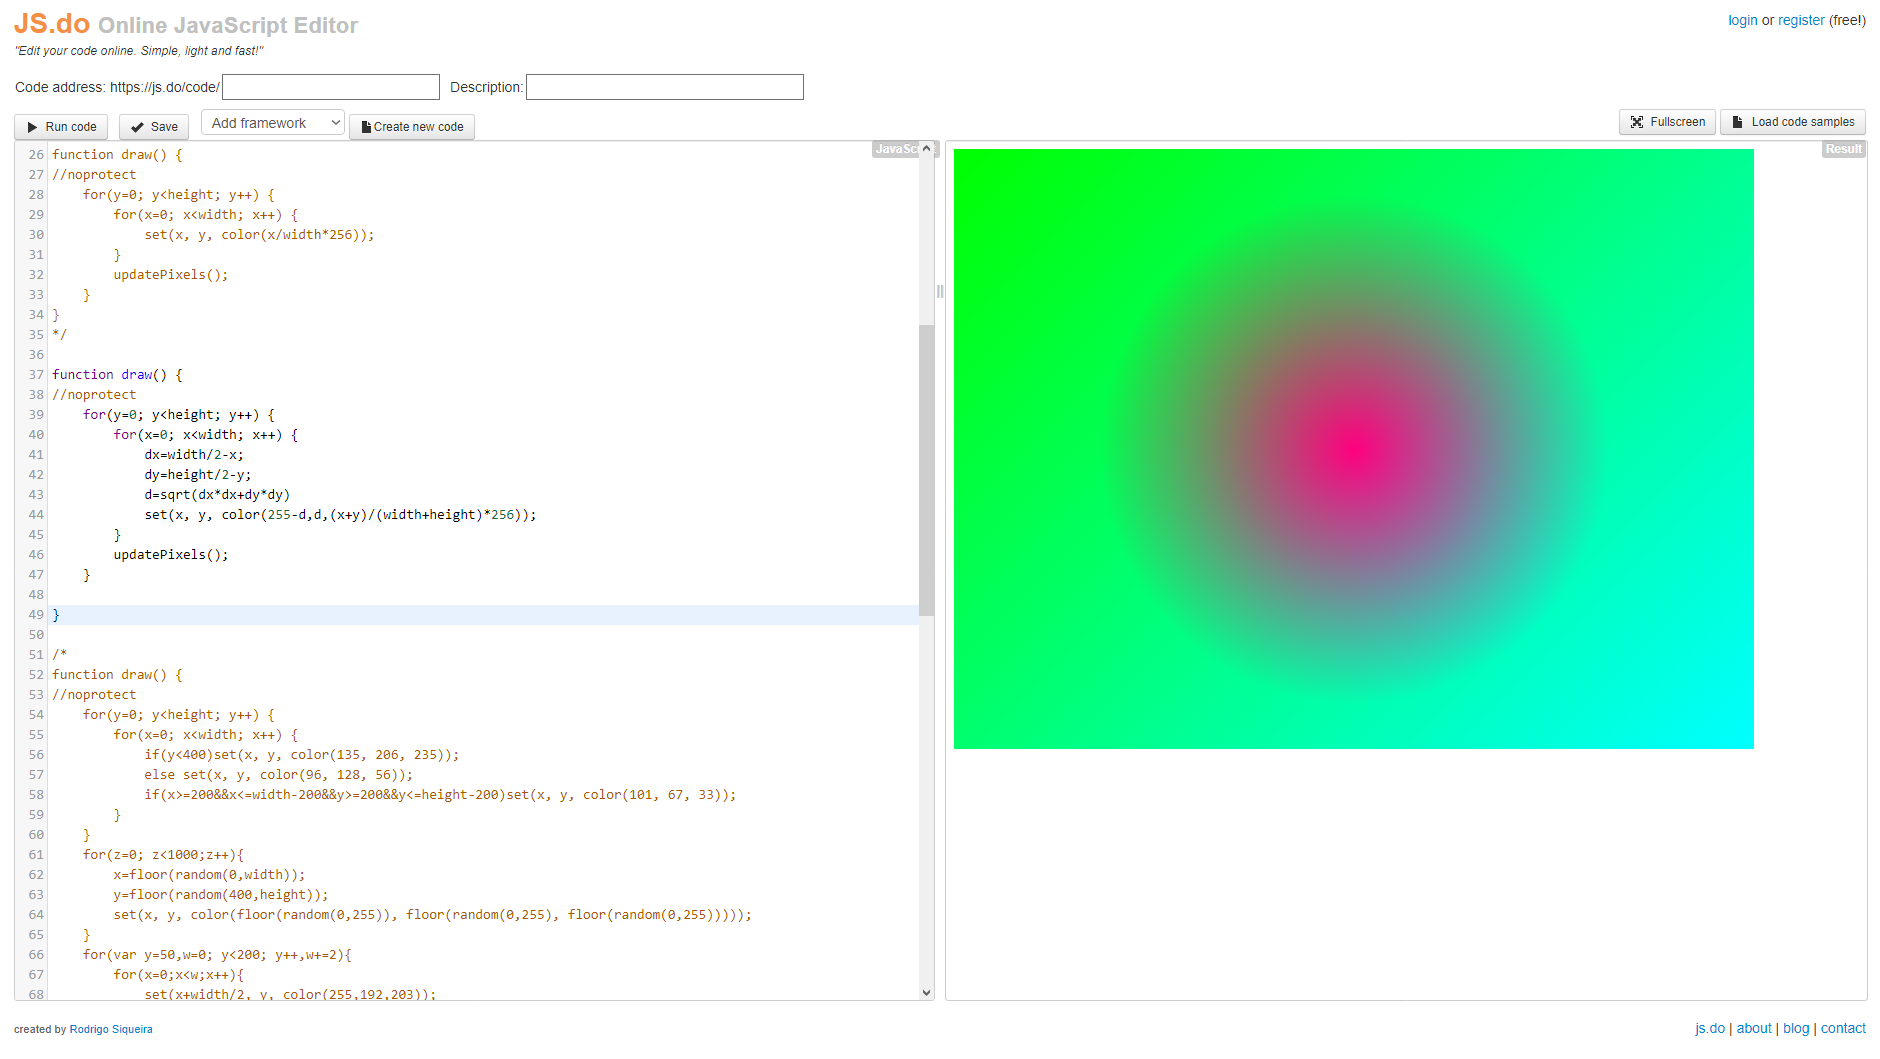 JS.do Online JavaScript Editor
login or register (free!)
"Edit your code online. Simple, light and fast!"
Code address: https://js.do/code/ Description:
Run code Save Add framework Create new code Fullscreen Load code samples
JavaSc
Result
26 function draw() {
27 //noprotect
28     for(y=0; y<height; y++) {
29         for(x=0; x<width; x++) {
30             set(x, y, color(x/width*256));
31         }
32         updatePixels();
33     }
34 }
35 */
36
37 function draw() {
38 //noprotect
39     for(y=0; y<height; y++) {
40         for(x=0; x<width; x++) {
41             dx=width/2-x;
42             dy=height/2-y;
43             d=sqrt(dx*dx+dy*dy)
44             set(x, y, color(255-d,d,(x+y)/(width+height)*256));
45         }
46         updatePixels();
47     }
48
49 }
50
51 /*
52 function draw() {
53 //noprotect
54     for(y=0; y<height; y++) {
55         for(x=0; x<width; x++) {
56             if(y<400)set(x, y, color(135, 206, 235));
57             else set(x, y, color(96, 128, 56));
58             if(x>=200&&x<=width-200&&y>=200&&y<=height-200)set(x, y, color(101, 67, 33));
59         }
60     }
61     for(z=0; z<1000;z++){
62         x=floor(random(0,width));
63         y=floor(random(400,height));
64         set(x, y, color(floor(random(0,255)), floor(random(0,255), floor(random(0,255)))));
65     }
66     for(var y=50,w=0; y<200; y++,w+=2){
67         for(x=0;x<w;x++){
68             set(x+width/2, y, color(255,192,203));
created by Rodrigo Siqueira
js.do | about | blog | contact